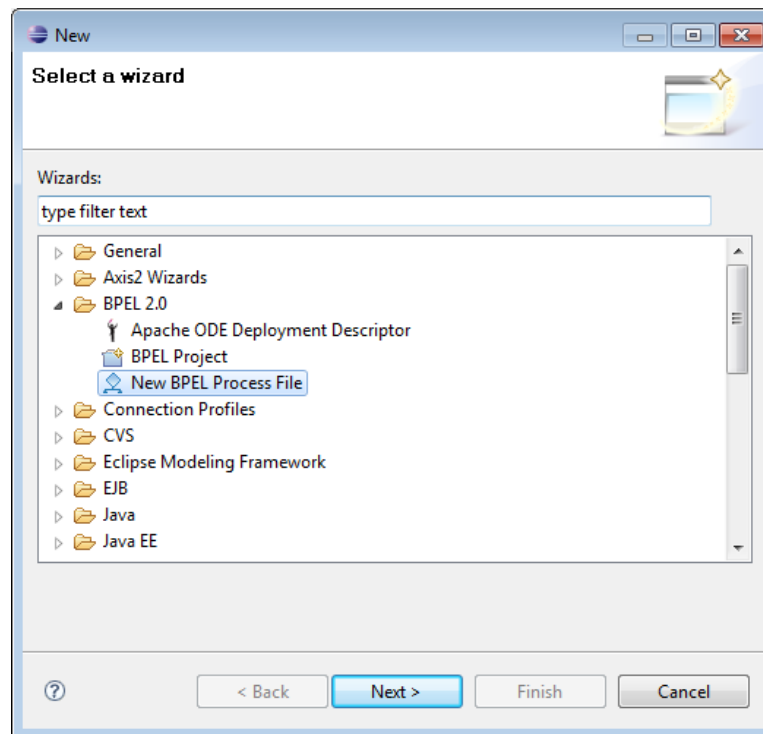 New
Select a wizard
Wizards:
type filter text
General
Axis2 Wizards
BPEL 2.0
Apache ODE Deployment Descriptor
BPEL Project
New BPEL Process File
Connection Profiles
CVS
Eclipse Modeling Framework
EJB
Java
Java EE
? < Back Next > Finish Cancel